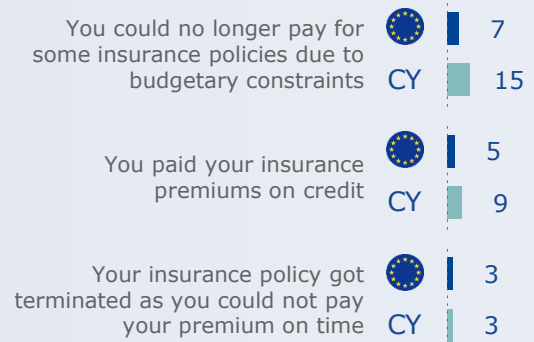 You could no longer pay for
some insurance policies due to
budgetary constraints
7
CY 15
You paid your insurance
premiums on credit
5
CY 9
Your insurance policy got
terminated as you could not pay
your premium on time
3
CY 3